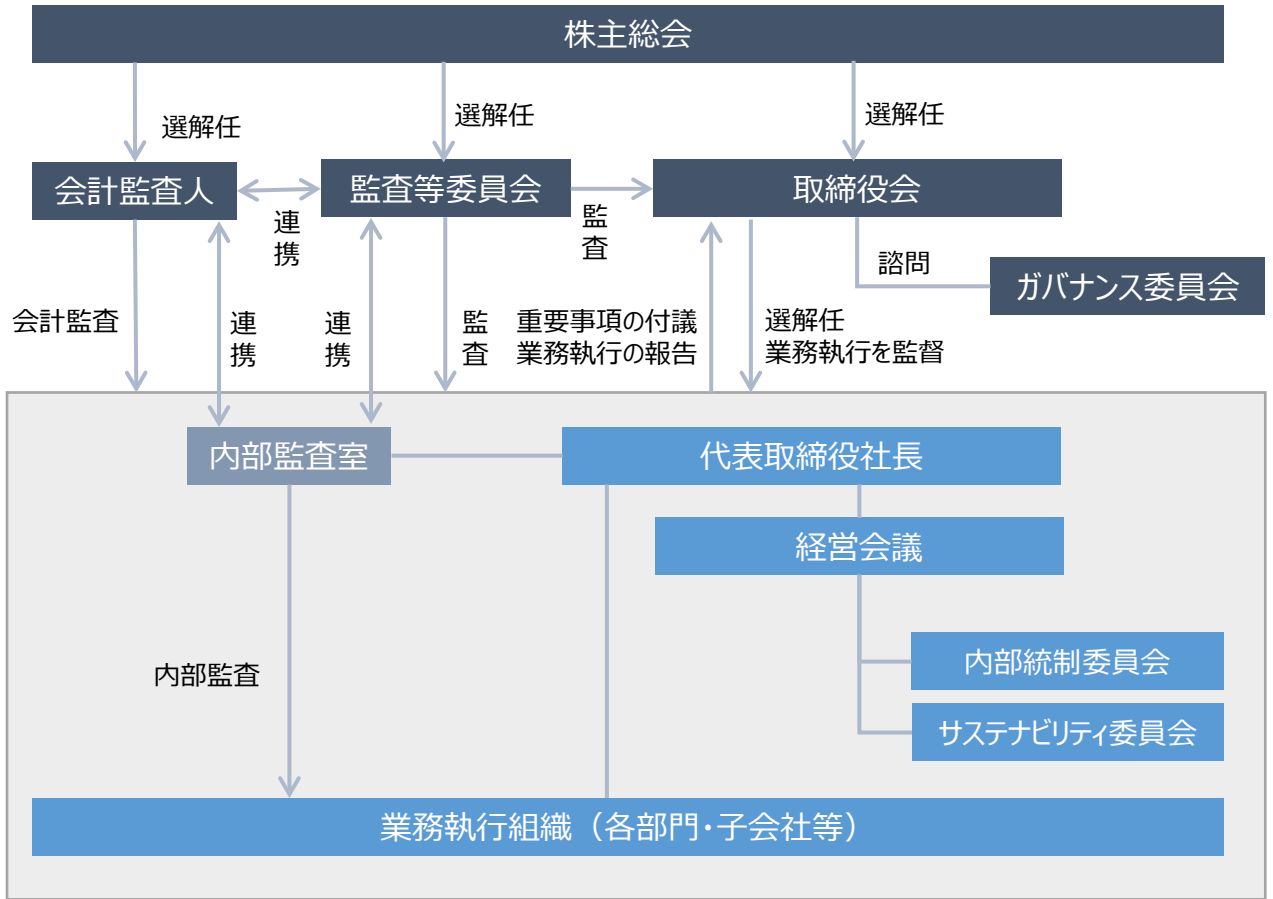 株主総会
選解任
選解任
選解任
会計監査人
監査等委員会
取締役会
連携
監査
諮問
ガバナンス委員会
会計監査
連携
連携
監査
重要事項の付議
業務執行の報告
選解任
業務執行を監督
内部監査室
代表取締役社長
経営会議
内部統制委員会
内部監査
サステナビリティ委員会
業務執行組織（各部門・子会社等）